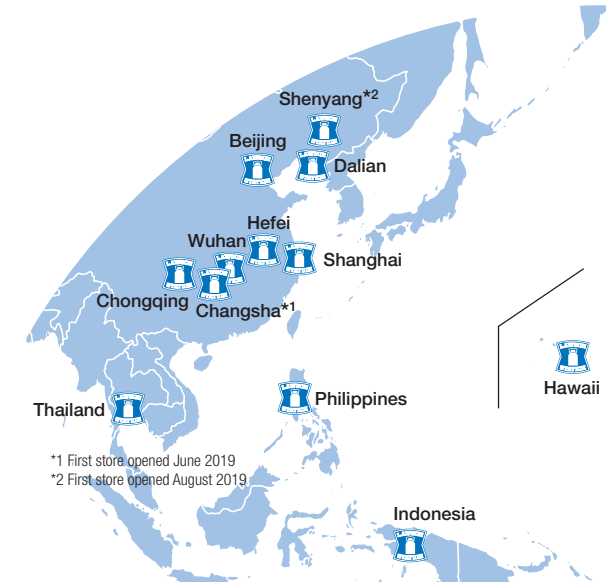 Shenyang*2
Beijing
Dalian
Hefei
Wuhan
Shanghai
Chongqing
Changsha*1
Hawaii
Thailand
Philippines
*1 First store opened June 2019
*2 First store opened August 2019
Indonesia